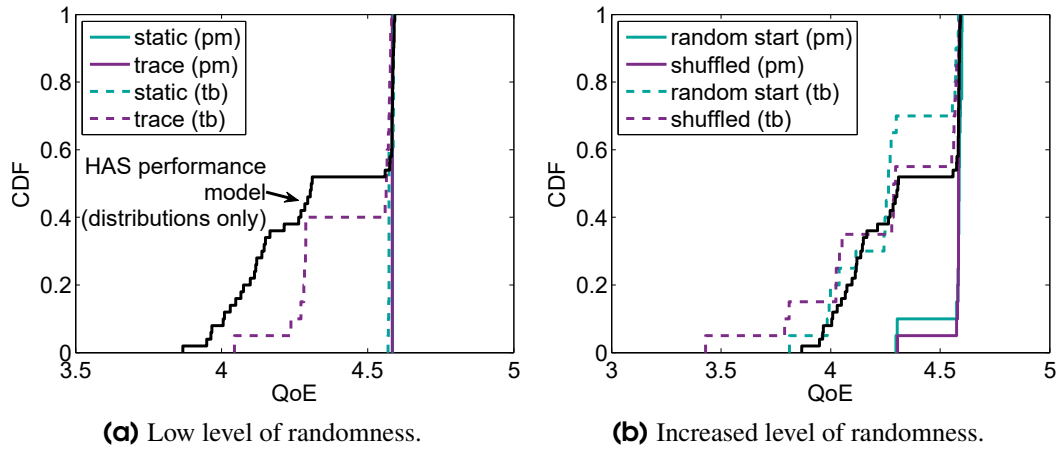 1
0.8
0.6
0.4
0.2
0
CDF
static (pm)
trace (pm)
static (tb)
trace (tb)
HAS performance
model
(distributions only)
3.5
4
4.5
5
QoE
(a) Low level of randomness.
1
0.8
0.6
0.4
0.2
0
CDF
random start (pm)
shuffled (pm)
random start (tb)
shuffled (tb)
3
3.5
4
4.5
5
QoE
(b) Increased level of randomness.